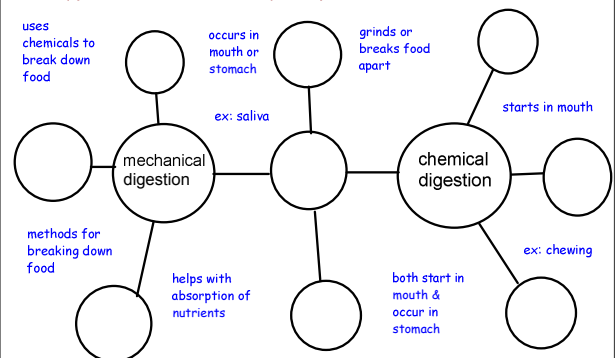 uses
chemicals to
break down
food
occurs in
mouth or
stomach
grinds or
breaks food
apart
ex: saliva
starts in mouth
mechanical
digestion
chemical
digestion
methods for
breaking down
food
helps with
absorption of
nutrients
both start in
mouth &
occur in
stomach
ex: chewing